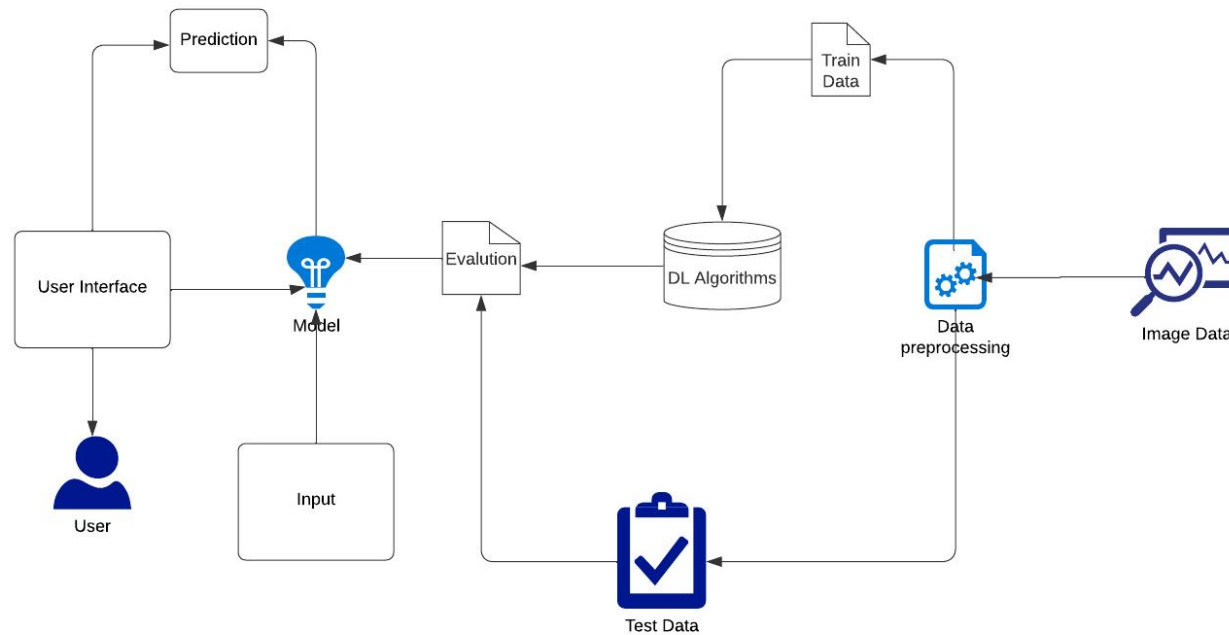 Prediction
Train
Data
User Interface
Evalution
DL Algorithms
Model
Data
preprocessing
Image Data
Input
User
Test Data